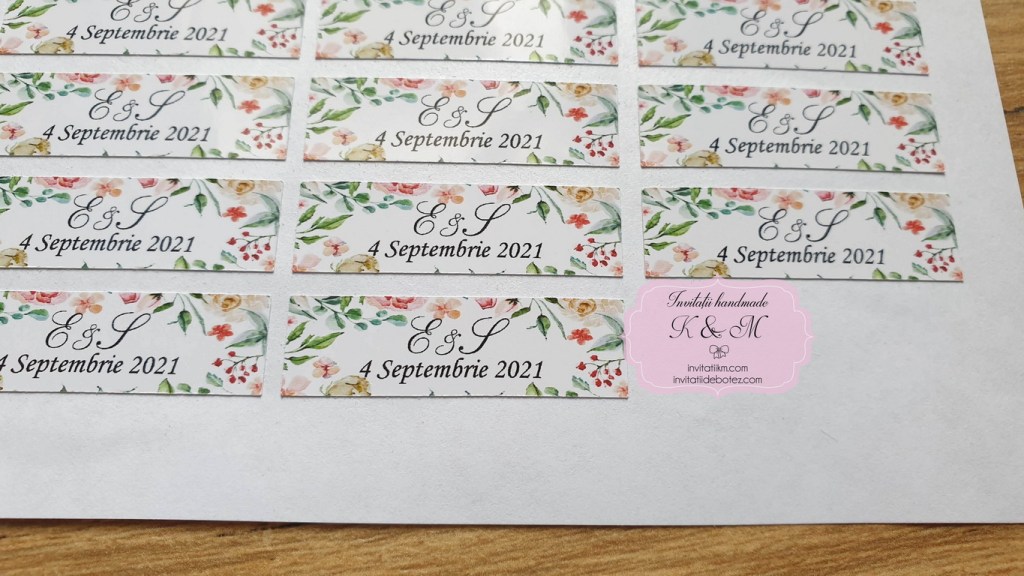 E & S
4 Septembrie 2021
E & S
4 Septembrie 2021
E & S
4 Septembrie 2021
E & S
4 Septembrie 2021
E & S
4 Septembrie 2021
E & S
4 Septembrie 2021
E & S
4 Septembrie 2021
E & S
4 Septembrie 2021
E & S
4 Septembrie 2021
E & S
4 Septembrie 2021
E & S
4 Septembrie 2021
Invitatii handmade
K & M
invitatiikm.com
invitatiidebotez.com